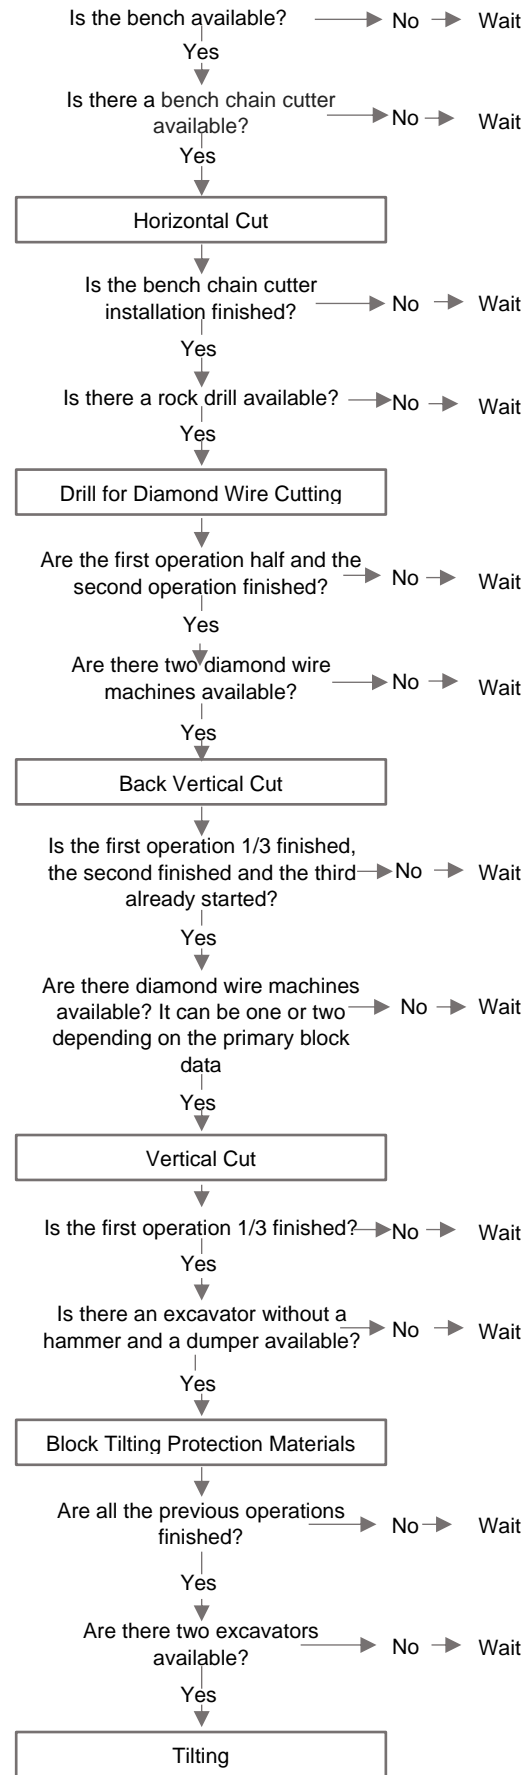 Is the bench available? No Wait
Yes
Is there a bench chain cutter
available? No Wait
Yes
Horizontal Cut
Is the bench chain cutter
installation finished? No Wait
Yes
Is there a rock drill available? No Wait
Yes
Drill for Diamond Wire Cutting
Are the first operation half and the
second operation finished? No Wait
Yes
Are there two diamond wire
machines available? No Wait
Yes
Back Vertical Cut
Is the first operation 1/3 finished,
the second finished and the third No Wait
already started?
Yes
Are there diamond wire machines
available? It can be one or two No Wait
depending on the primary block
data
Yes
Vertical Cut
Is the first operation 1/3 finished? No Wait
Yes
Is there an excavator without a
hammer and a dumper available? No Wait
Yes
Block Tilting Protection Materials
Are all the previous operations
finished? No Wait
Yes
Are there two excavators
available? No Wait
Yes
Tilting